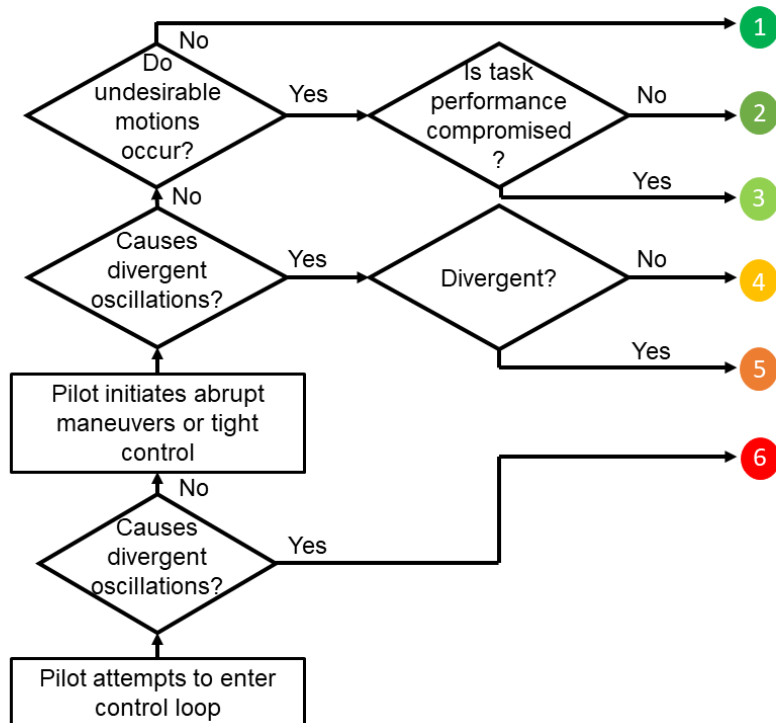 No
1
Do
undesirable
motions
occur?
Yes
Is task
performance
compromised
?
No
2
Yes
3
No
Causes
divergent
oscillations?
Yes
Divergent?
No
4
Yes
5
Pilot initiates abrupt
maneuvers or tight
control
6
No
Causes
divergent
oscillations?
Yes
Pilot attempts to enter
control loop